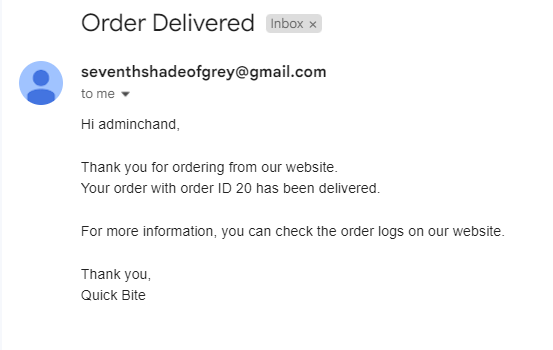 Order Delivered
Inbox ×
seventhshadeofgrey@gmail.com
to me
Hi adminchand,
Thank you for ordering from our website.
Your order with order ID 20 has been delivered.
For more information, you can check the order logs on our website.
Thank you,
Quick Bite